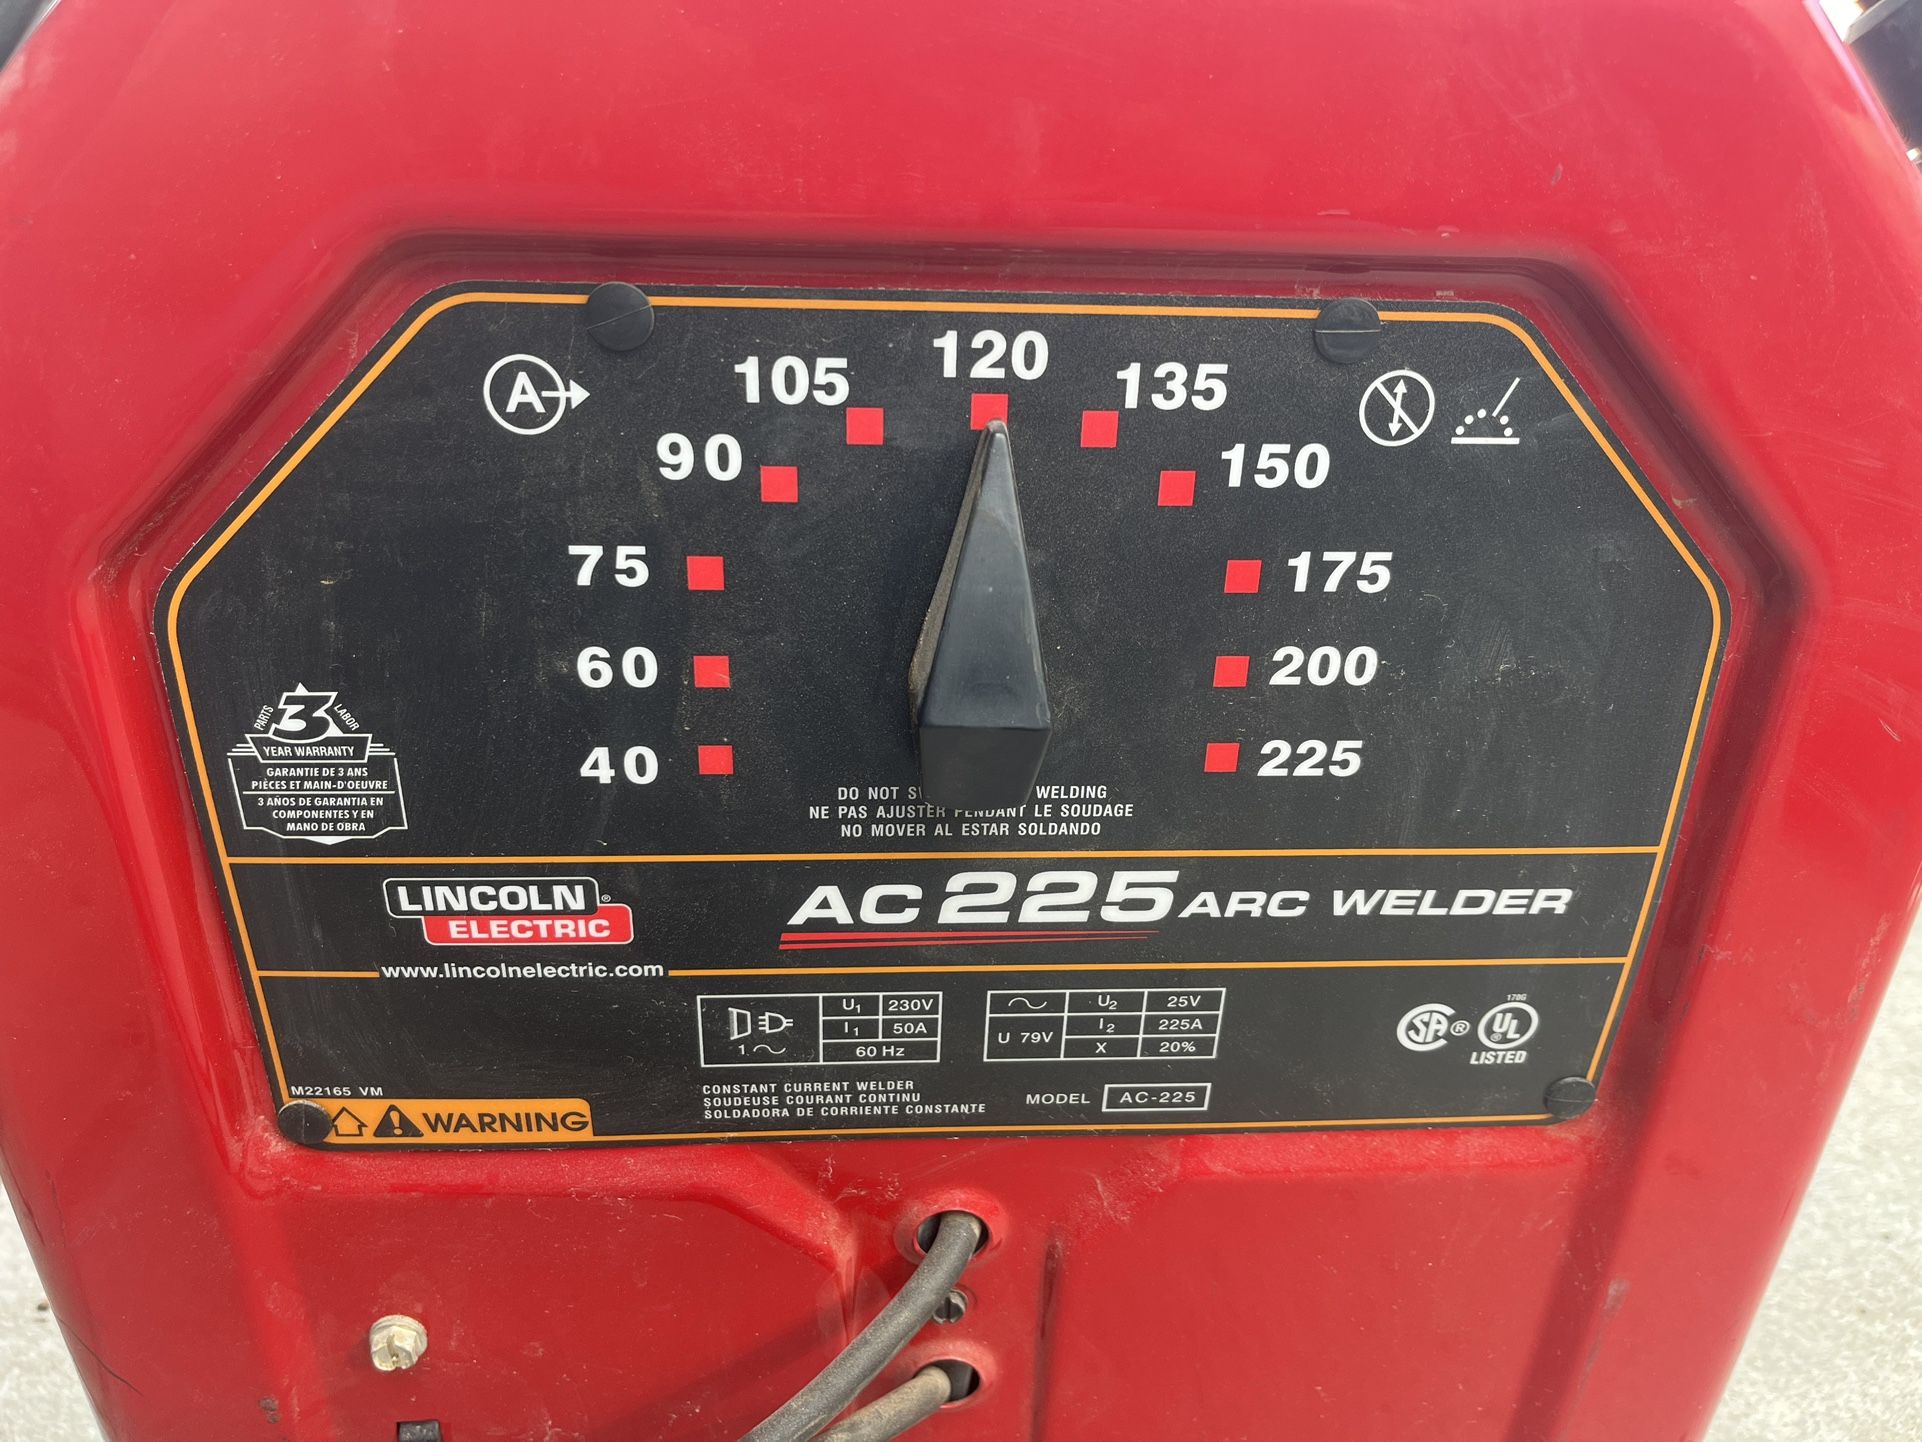 A
120
105
135
90
150
75
175
60
200
40
225
PARTS 3 LABOR
YEAR WARRANTY
GARANTIE DE 3 ANS
PIÈCES ET MAIN-D'OEUVRE
3 AÑOS DE GARANTIA EN
COMPONENTES Y EN
MANO DE OBRA
DO NOT WELDING
NE PAS AJUSTER PENDANT LE SOUDAGE
NO MOVER AL ESTAR SOLDANDO
LINCOLN ®
ELECTRIC
AC 225 ARC WELDER
www.lincolnelectric.com
1 U1 230V
I1 50A
60 Hz
U2 25V
U 79V I2 225A
X 20%
SA ®
170G
UL ®
LISTED
M22165 VM
WARNING
CONSTANT CURRENT WELDER
SOUDEUSE COURANT CONTINU
SOLDADORA DE CORRIENTE CONSTANTE
MODEL AC-225